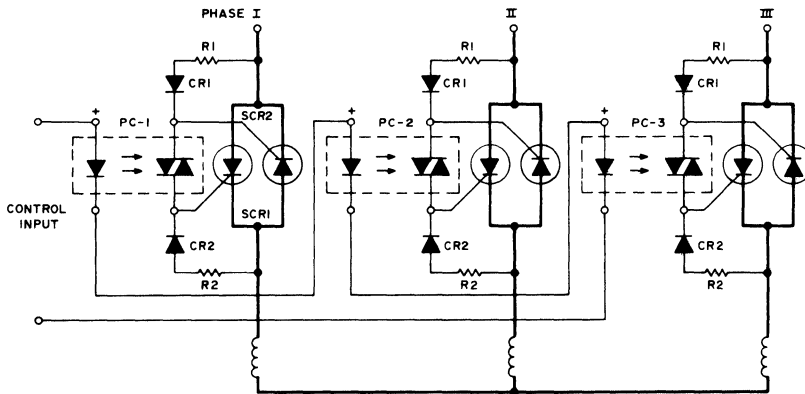 PHASE I II III
R1 R1 R1
CR1 CR1 CR1
+ PC-1 SCR2 + PC-2 + PC-3
CONTROL
INPUT
SCR1
CR2 CR2 CR2
R2 R2 R2